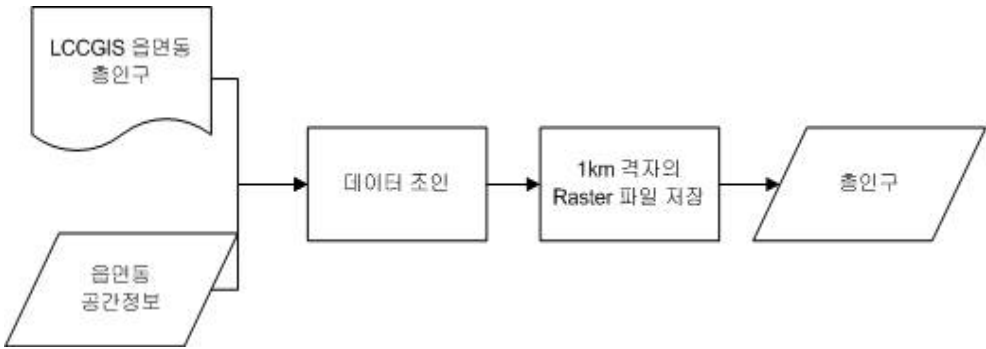 LCCGIS 읍면동
총인구
읍면동
공간정보
데이터 조인
1km 격자의
Raster 파일 저장
총인구